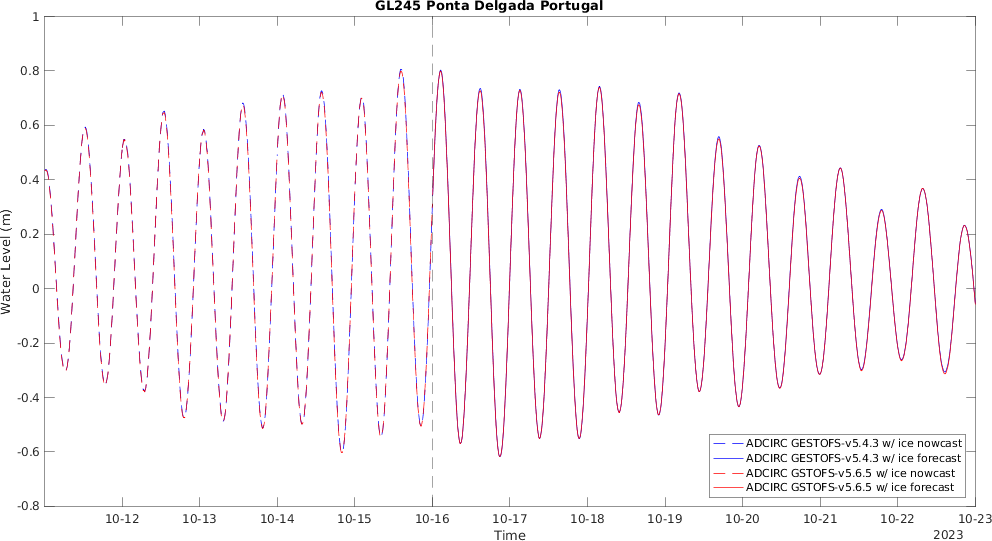 GL245 Ponta Delgada Portugal
1
0.8
0.6
0.4
0.2
0
-0.2
-0.4
-0.6
-0.8
Water Level (m)
ADCIRC GESTOFS-v5.4.3 w/ ice nowcast
ADCIRC GESTOFS-v5.4.3 w/ ice forecast
ADCIRC GSTOFS-v5.6.5 w/ ice nowcast
ADCIRC GSTOFS-v5.6.5 w/ ice forecast
10-12 10-13 10-14 10-15 10-16 10-17 10-18 10-19 10-20 10-21 10-22 10-23
Time
2023